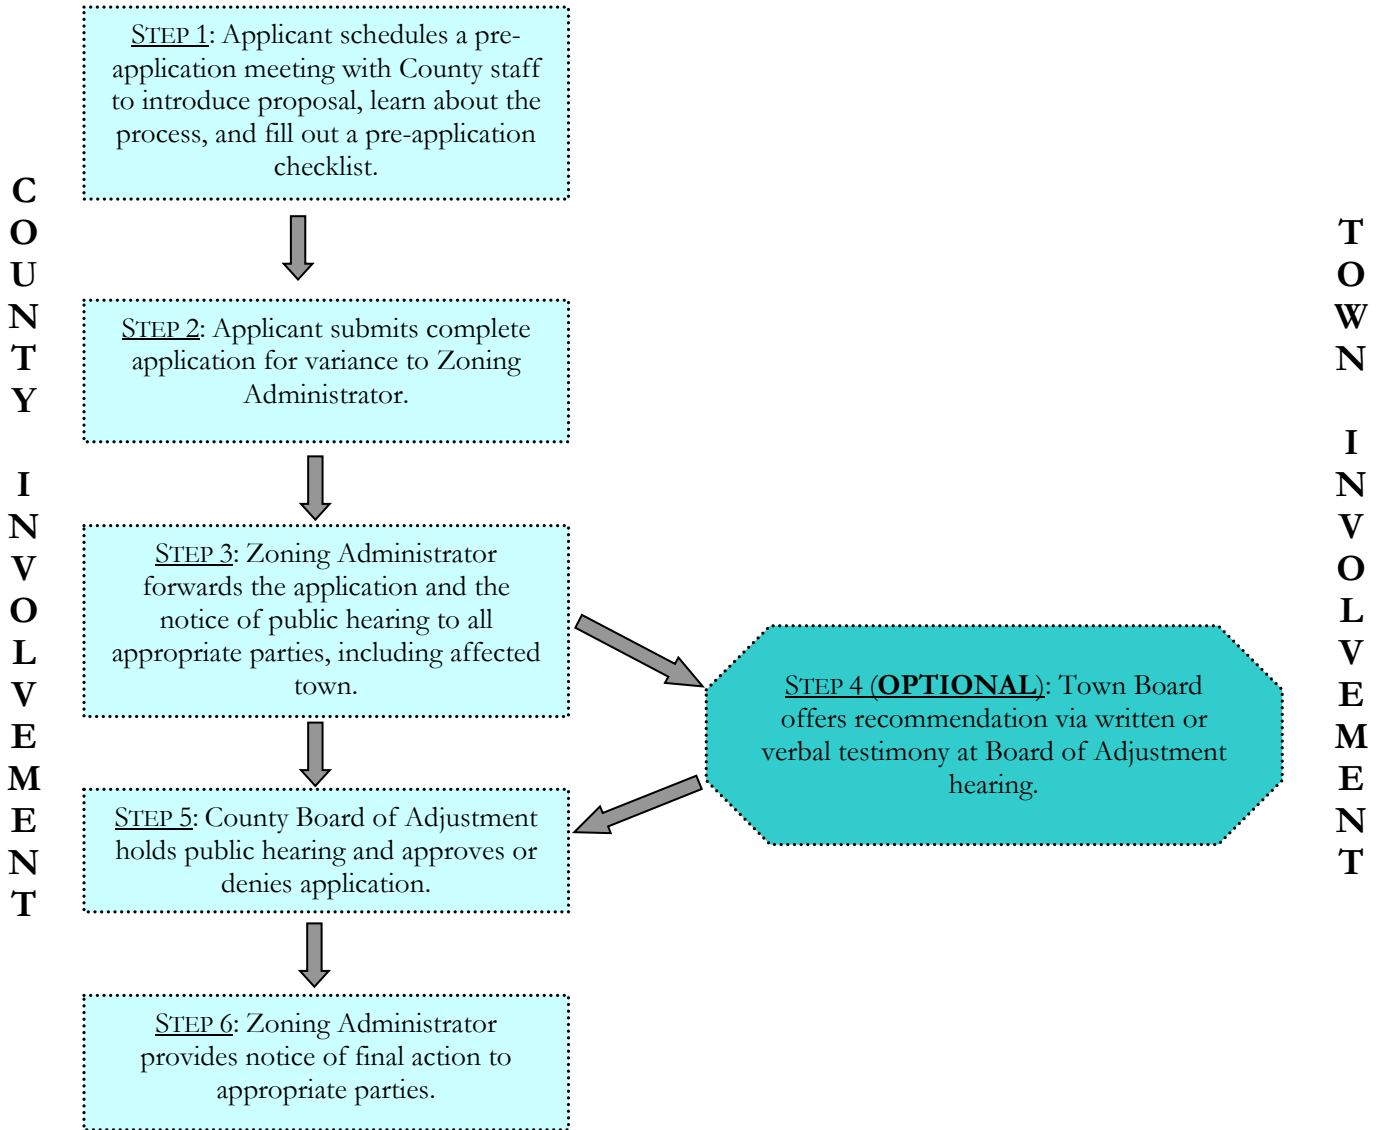 STEP 1: Applicant schedules a pre-
application meeting with County staff
to introduce proposal, learn about the
process, and fill out a pre-application
checklist.
COUNTY INVOLVEMENT
TOWN INVOLVEMENT
STEP 2: Applicant submits complete
application for variance to Zoning
Administrator.
STEP 3: Zoning Administrator
forwards the application and the
notice of public hearing to all
appropriate parties, including affected
town.
STEP 4 (OPTIONAL): Town Board
offers recommendation via written or
verbal testimony at Board of Adjustment
hearing.
STEP 5: County Board of Adjustment
holds public hearing and approves or
denies application.
STEP 6: Zoning Administrator
provides notice of final action to
appropriate parties.